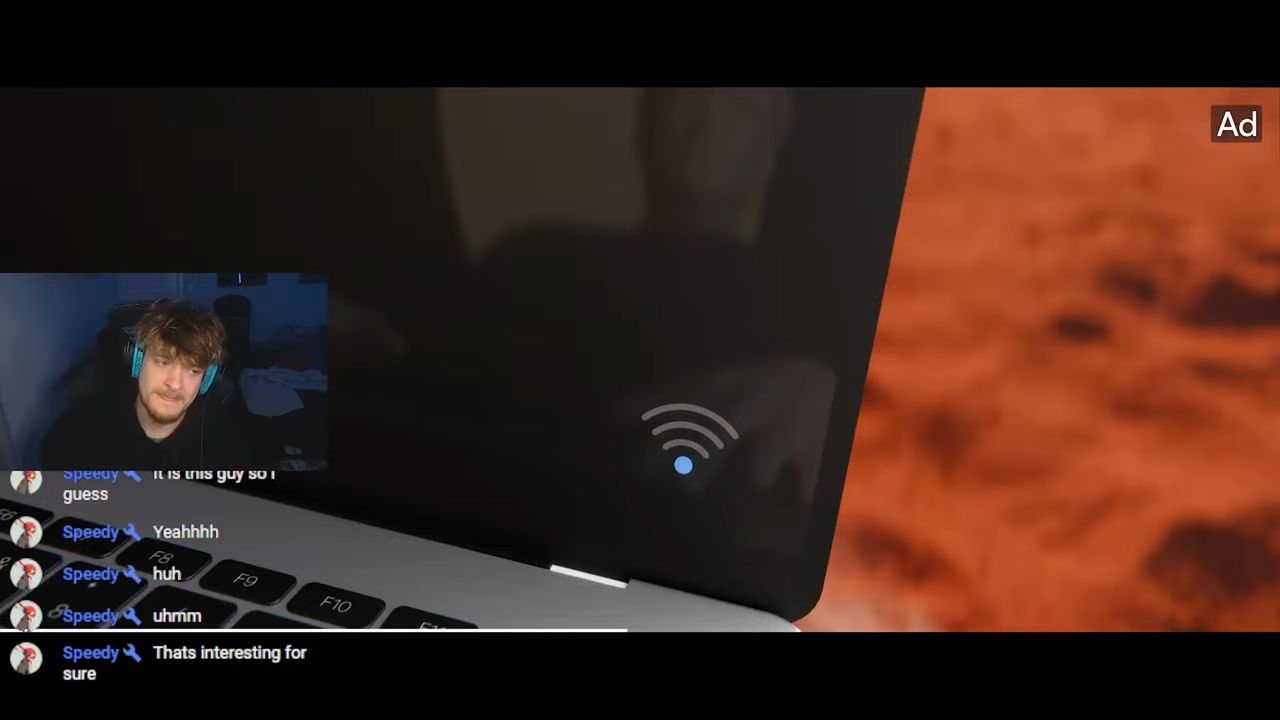 Ad
Speedy It is this guy so I
guess
Speedy Yeahhhh
F8
Speedy huh
F9
F10
Speedy uhmm
Speedy Thats interesting for
sure